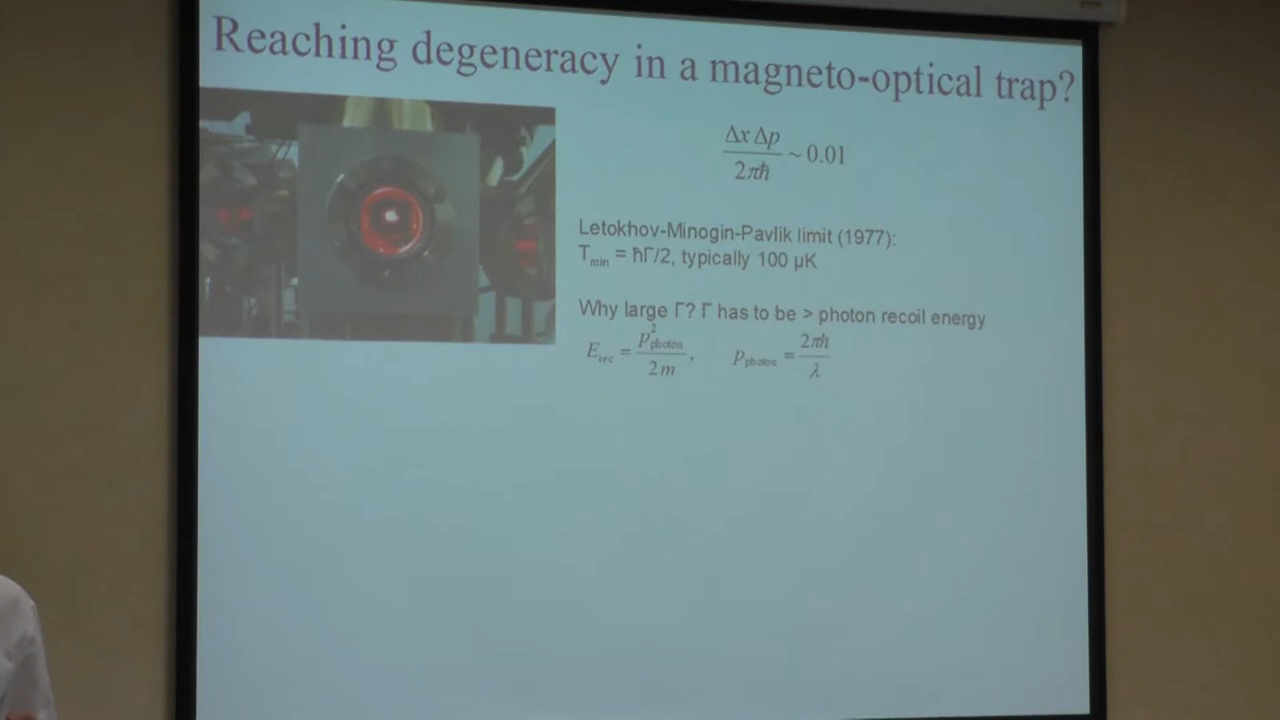 Reaching degeneracy in a magneto-optical trap?
Δx Δp / 2πħ ~ 0.01
Letokhov-Minogin-Pavlik limit (1977):
Tmin = ħΓ/2, typically 100 µK
Why large Γ? Γ has to be > photon recoil energy
Erec = p²photon / 2m, pphoton = 2πħ / λ